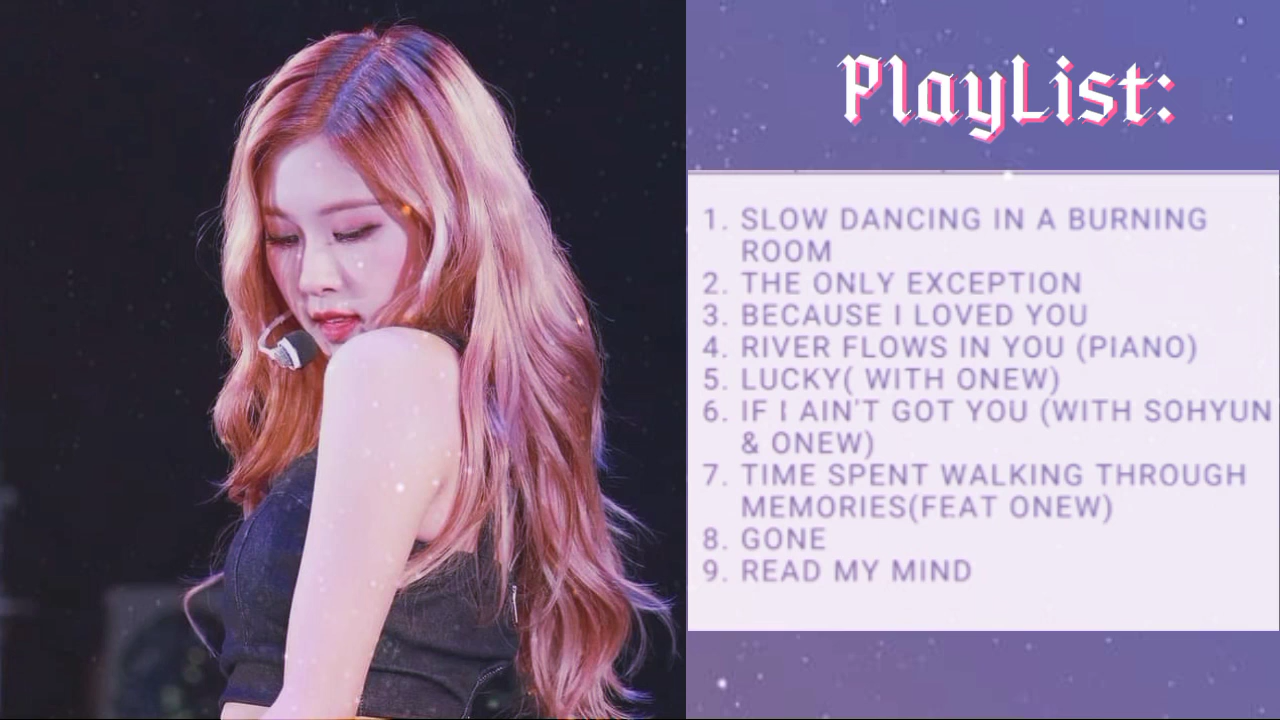 PlayList:
1. SLOW DANCING IN A BURNING
ROOM
2. THE ONLY EXCEPTION
3. BECAUSE I LOVED YOU
4. RIVER FLOWS IN YOU (PIANO)
5. LUCKY( WITH ONEW)
6. IF I AIN'T GOT YOU (WITH SOHYUN
& ONEW)
7. TIME SPENT WALKING THROUGH
MEMORIES(FEAT ONEW)
8. GONE
9. READ MY MIND